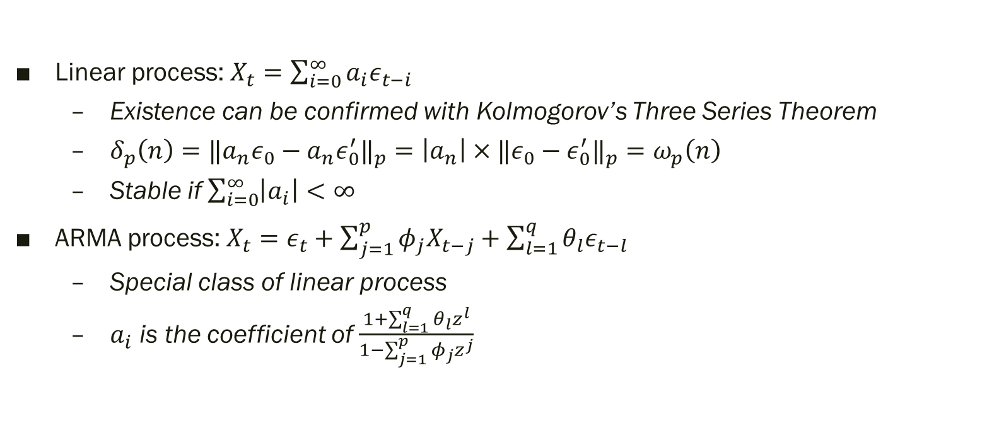 ■ Linear process: $X_t = \sum_{i=0}^{\infty} a_i \epsilon_{t-i}$
– Existence can be confirmed with Kolmogorov’s Three Series Theorem
– $\delta_p(n) = \|a_n \epsilon_0 - a_n \epsilon_0'\|_p = |a_n| \times \|\epsilon_0 - \epsilon_0'\|_p = \omega_p(n)$
– Stable if $\sum_{i=0}^{\infty} |a_i| < \infty$
■ ARMA process: $X_t = \epsilon_t + \sum_{j=1}^{p} \phi_j X_{t-j} + \sum_{l=1}^{q} \theta_l \epsilon_{t-l}$
– Special class of linear process
– $a_i$ is the coefficient of $\frac{1+\sum_{l=1}^{q} \theta_l z^l}{1-\sum_{j=1}^{p} \phi_j z^j}$